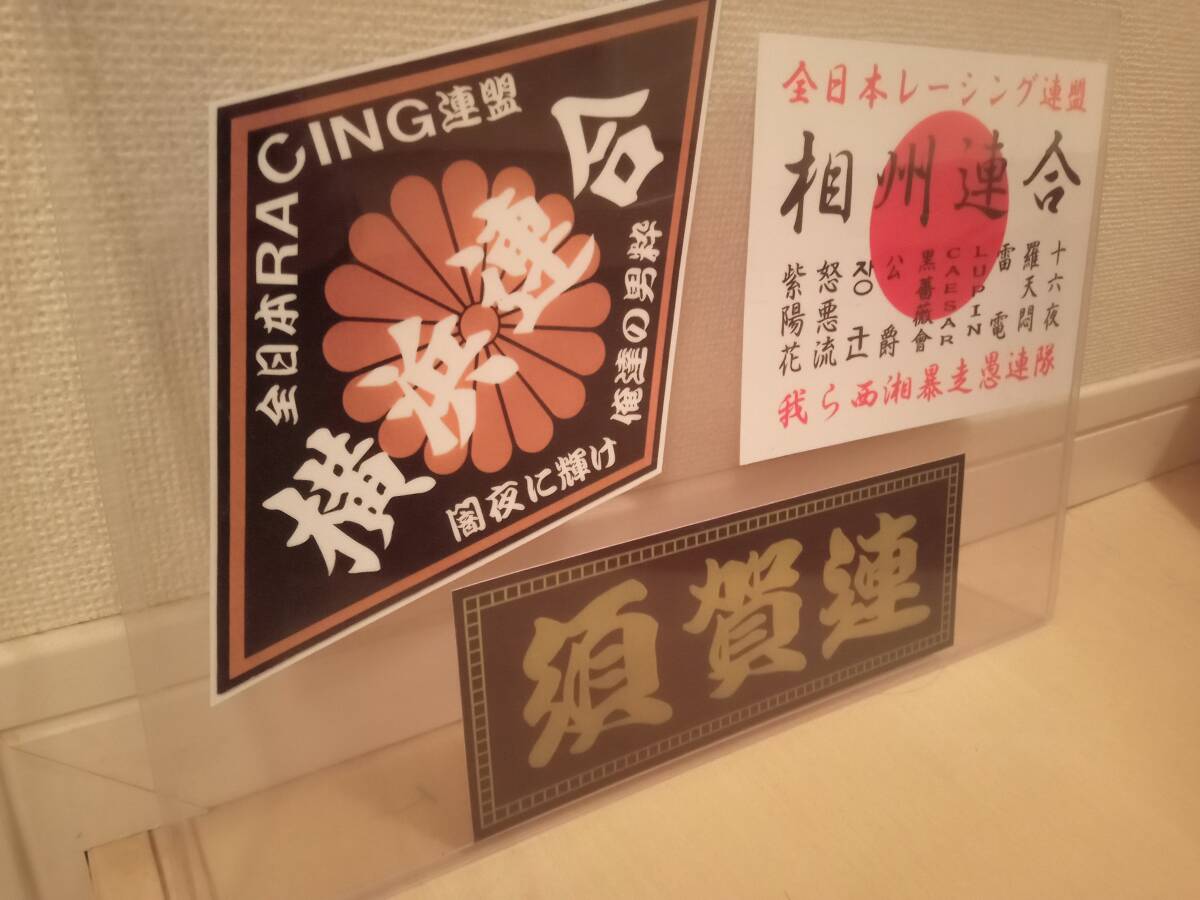 全日本RACING連盟
横浜連合
俺達の男粋
闇夜に輝け
全日本レーシング連盟
相州連合
十六夜
羅天悶
雷電
LUPIN
CAESAR
黒薔薇會
公爵
장군
怒悪流
紫陽花
我ら西湘暴走愚連隊
須賀連